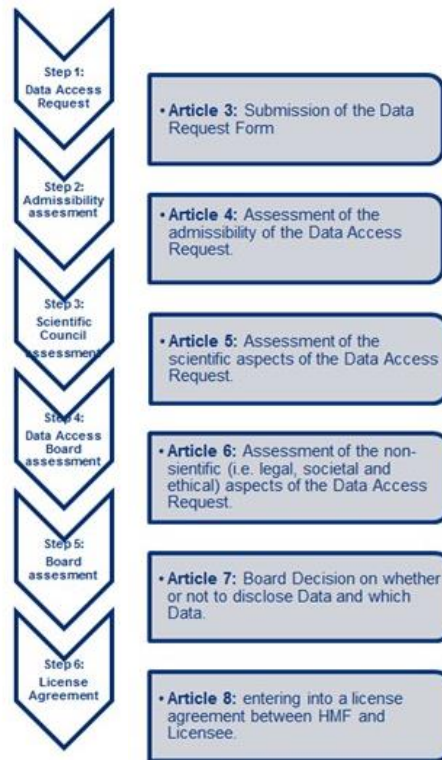 Step 1:
Data Access
Request
• Article 3: Submission of the Data
Request Form
Step 2:
Admissibility
assesment
• Article 4: Assessment of the
admissibility of the Data Access
Request.
Step 3:
Scientific
Council
assessment
• Article 5: Assessment of the
scientific aspects of the Data Access
Request.
Step 4:
Data Access
Board
assessment
• Article 6: Assessment of the non-
sientific (i.e. legal, societal and
ethical) aspects of the Data Access
Request.
Step 5:
Board
assesment
• Article 7: Board Decision on whether
or not to disclose Data and which
Data.
Step 6:
License
Agreement
• Article 8: entering into a license
agreement between HMF and
Licensee.